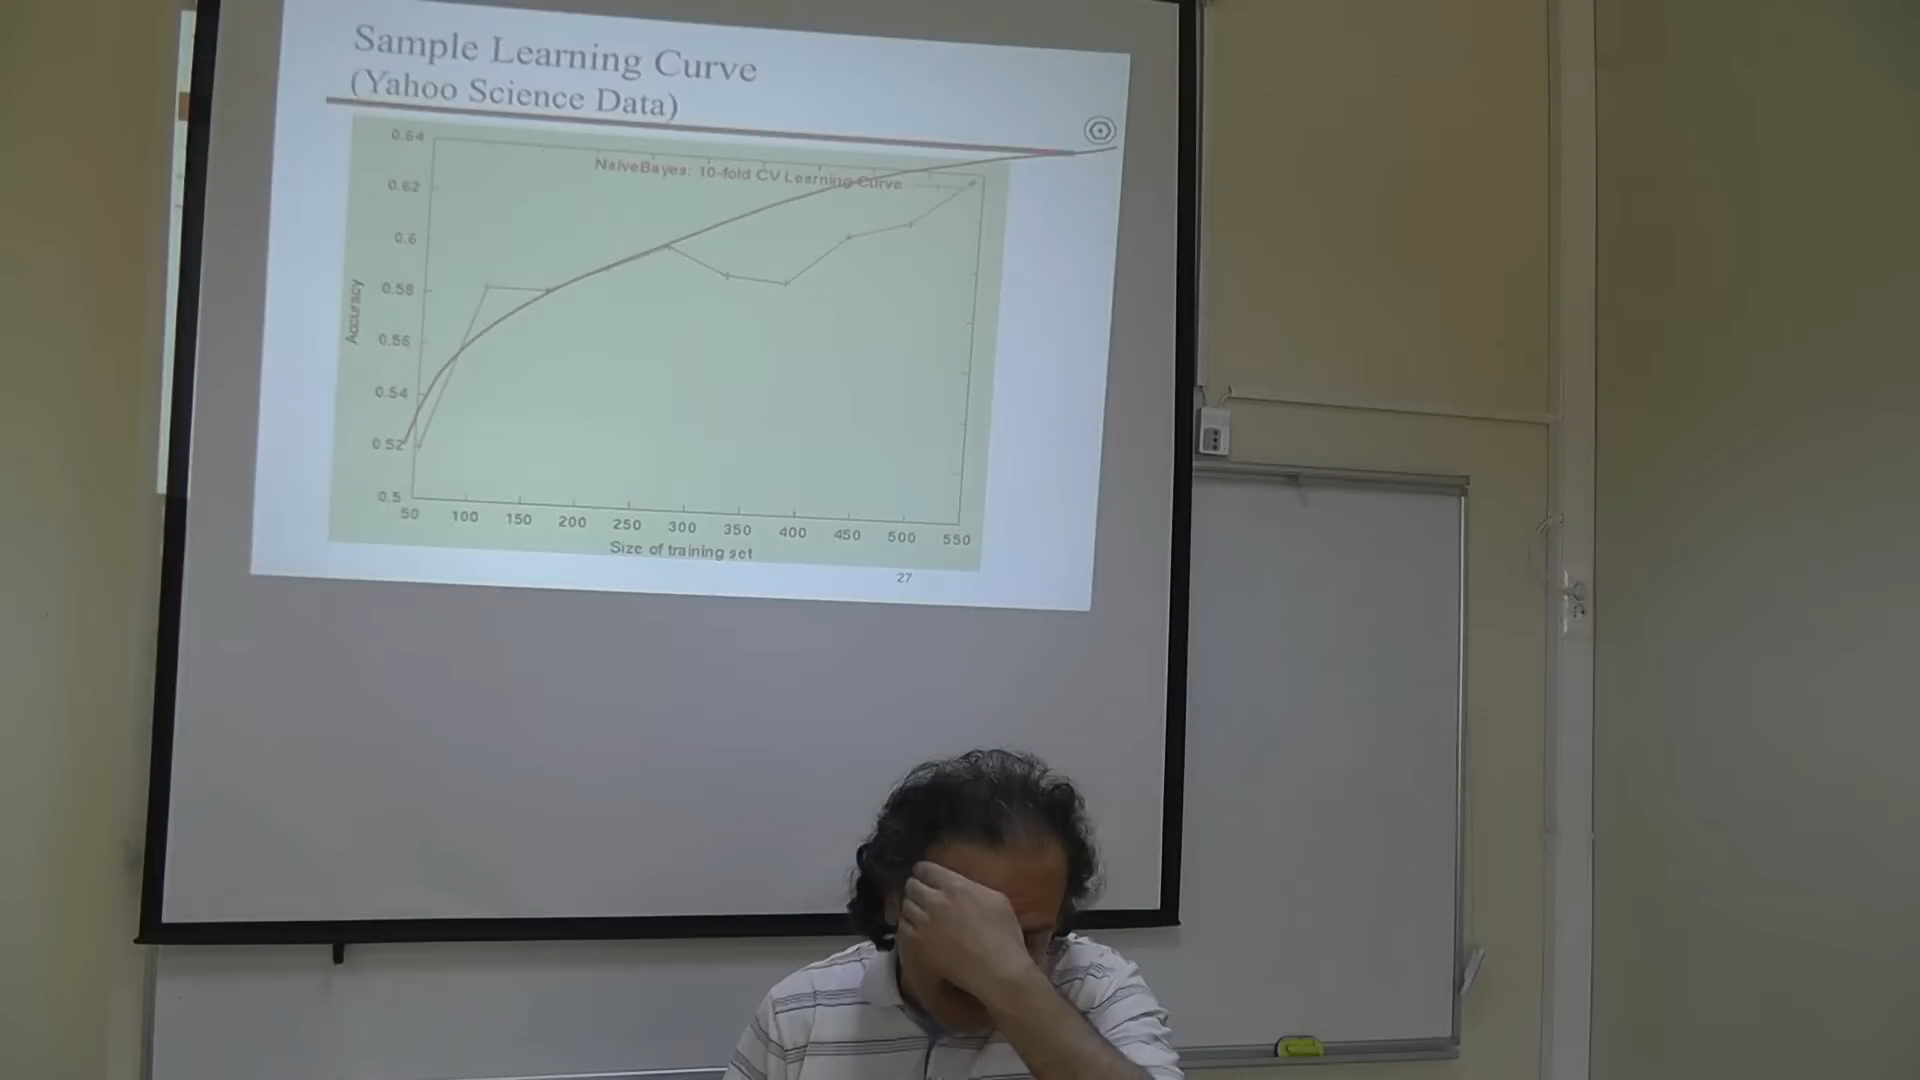 Sample Learning Curve
(Yahoo Science Data)
0.64
NaiveBayes: 10-fold CV Learning Curve
0.62
0.6
0.58
0.56
0.54
0.52
0.5
Accuracy
50 100 150 200 250 300 350 400 450 500 550
Size of training set
27